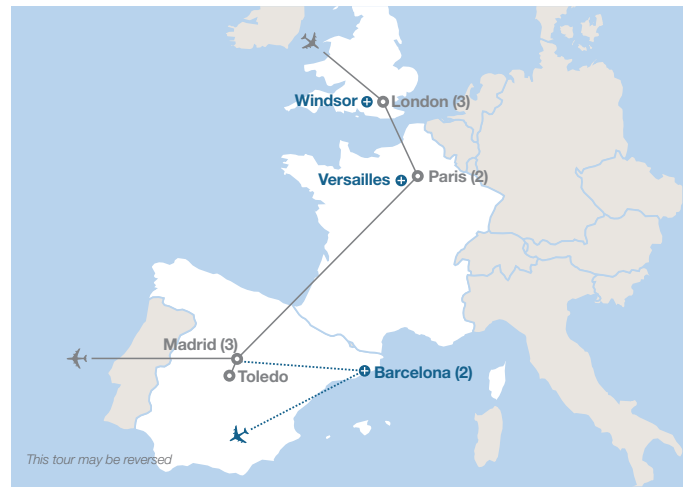 Windsor
London (3)
Versailles
Paris (2)
Madrid (3)
Toledo
Barcelona (2)
This tour may be reversed